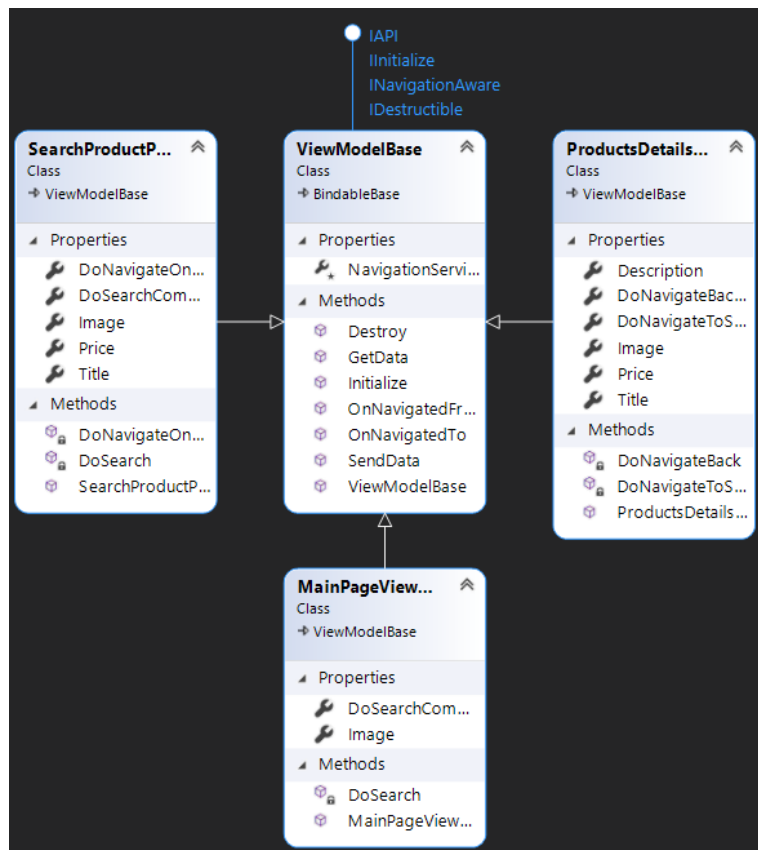 IAPI
IInitialize
INavigationAware
IDestructible
SearchProductP...
Class
ViewModelBase
Properties
DoNavigateOn...
DoSearchCom...
Image
Price
Title
Methods
DoNavigateOn...
DoSearch
SearchProductP...
ViewModelBase
Class
BindableBase
Properties
NavigationServi...
Methods
Destroy
GetData
Initialize
OnNavigatedFr...
OnNavigatedTo
SendData
ViewModelBase
ProductsDetails...
Class
ViewModelBase
Properties
Description
DoNavigateBac...
DoNavigateToS...
Image
Price
Title
Methods
DoNavigateBack
DoNavigateToS...
ProductsDetails...
MainPageView...
Class
ViewModelBase
Properties
DoSearchCom...
Image
Methods
DoSearch
MainPageView...